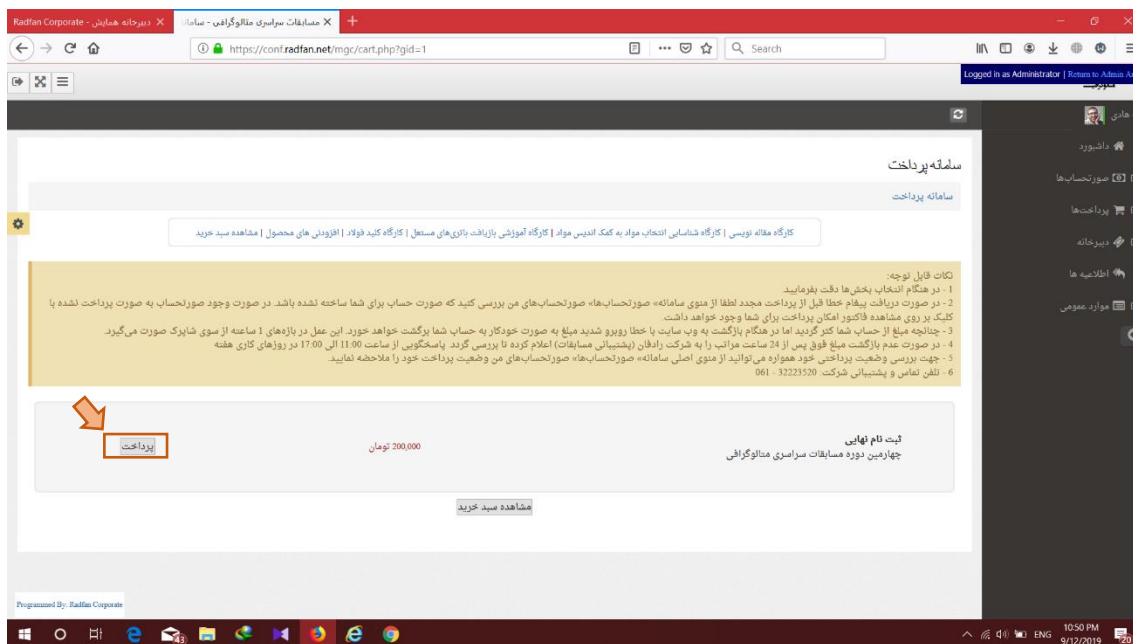 Radfan Corporate - دبیرخانه همایش
مسابقات سراسری متالوگرافی - سامانه
https://conf.radfan.net/mgc/cart.php?gid=1
Search
Logged in as Administrator | Return to Admin
هادی
داشبورد
صورتحساب‌ها
پرداخت‌ها
دبیرخانه
اطلاعیه ها
موارد عمومی
سامانه پرداخت
سامانه پرداخت
کارگاه مقاله نویسی | کارگاه شناسایی انتخاب مواد به کمک اندیس مواد | کارگاه آموزشی بازیافت باتری‌های مستعل | کارگاه کلید فولاد | افزودنی های محصول | مشاهده سبد خرید
نکات قابل توجه:
1 - در هنگام انتخاب بخش‌ها دقت بفرمایید.
2 - در صورت دریافت پیغام خطا قبل از پرداخت مجدد لطفا از منوی سامانه» صورتحساب‌ها» صورتحساب‌های من بررسی کنید که صورت حساب برای شما ساخته نشده باشد. در صورت وجود صورتحساب به صورت پرداخت نشده با
کلیک بر روی مشاهده فاکتور امکان پرداخت برای شما وجود خواهد داشت.
3 - چنانچه مبلغ از حساب شما کثر گردید اما در هنگام بازگشت به وب سایت با خطا روبرو شدید مبلغ به صورت خودکار به حساب شما برگشت خواهد خورد. این عمل در بازه‌های 1 ساعته از سوی شاپرک صورت می‌گیرد.
4 - در صورت عدم بازگشت مبلغ فوق پس از 24 ساعت مراتب را به شرکت رادفان (پشتیبانی مسابقات) اعلام کرده تا بررسی گردد. پاسخگویی از ساعت 11:00 الی 17:00 در روزهای کاری هفته
5 - جهت بررسی وضعیت پرداختی خود همواره می‌توانید از منوی اصلی سامانه» صورتحساب‌ها» صورتحساب‌های من وضعیت پرداخت خود را ملاحضه نمایید.
6 - تلفن تماس و پشتیبانی شرکت: 32223520 - 061
ثبت نام نهایی
چهارمین دوره مسابقات سراسری متالوگرافی
200,000 تومان
پرداخت
مشاهده سبد خرید
Programmed By: Radfan Corporate
43
ENG
10:50 PM
9/12/2019
20